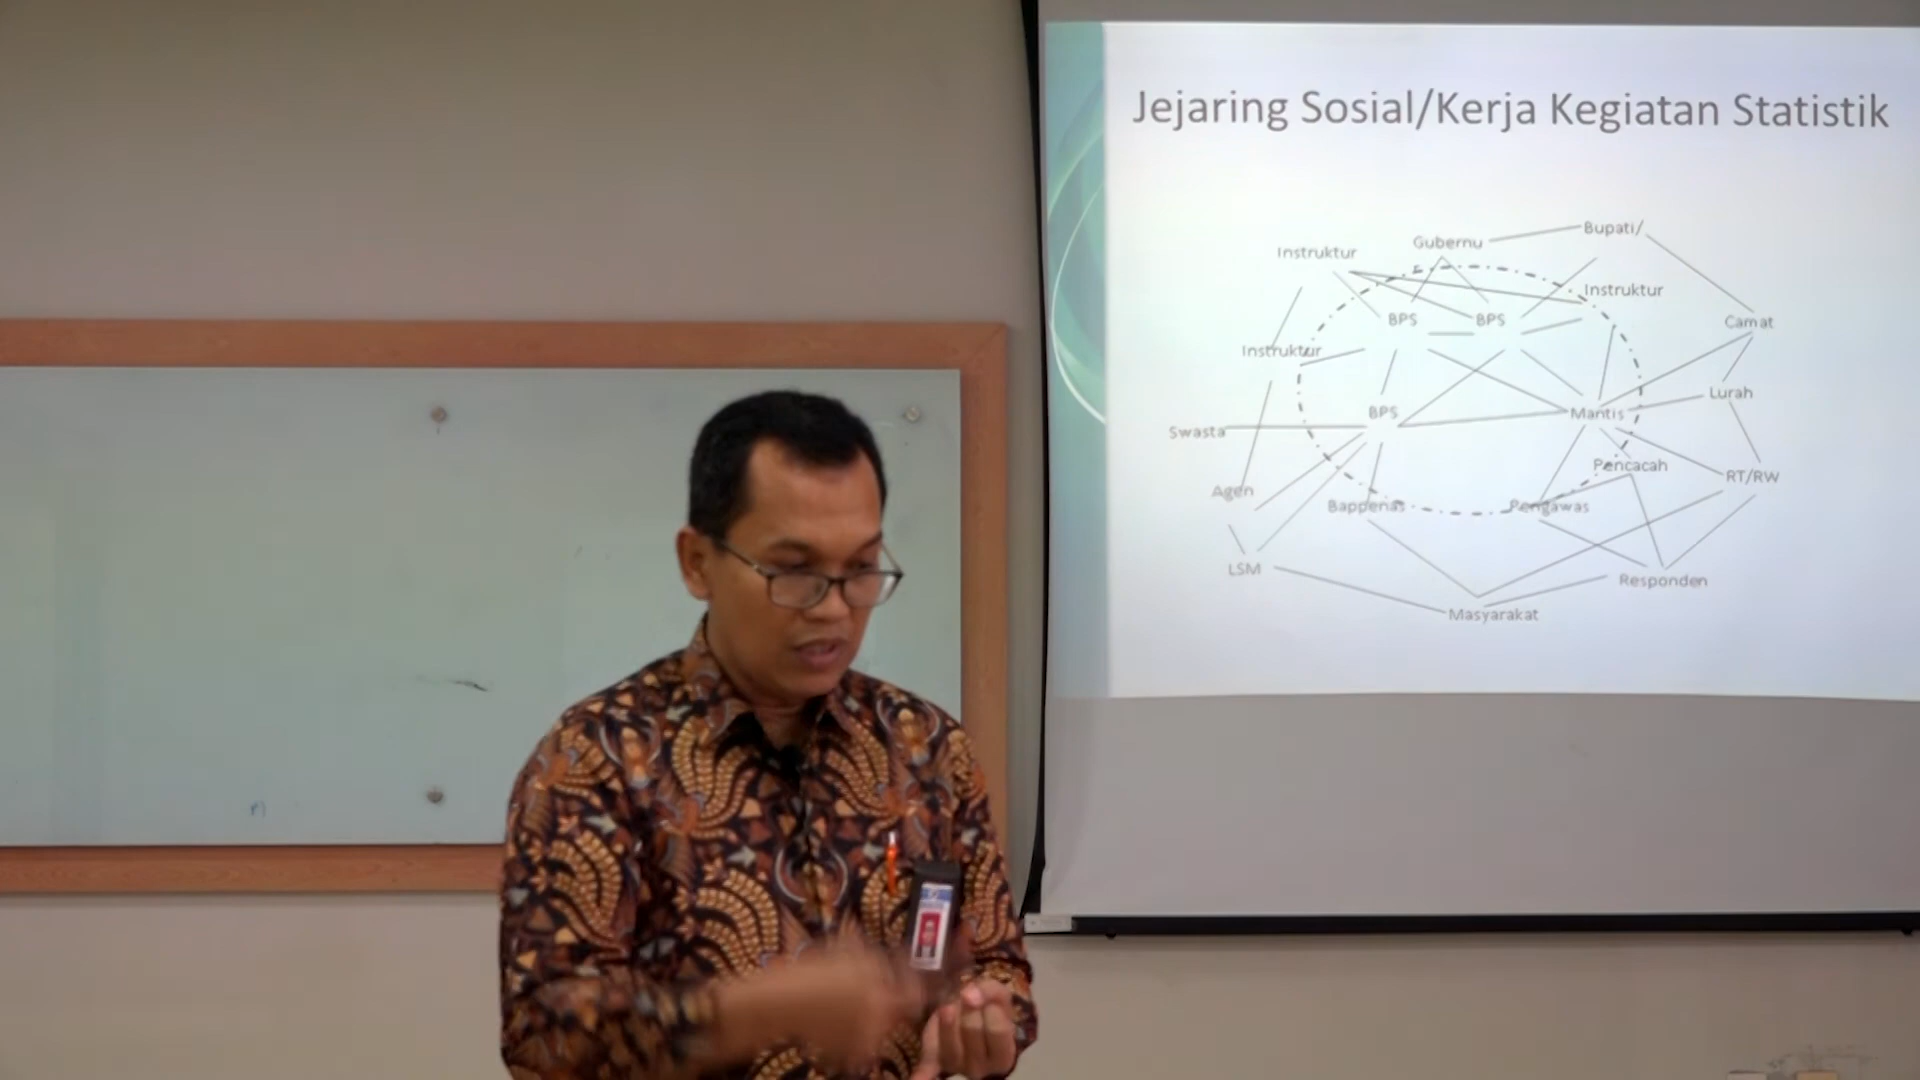 Jejaring Sosial/Kerja Kegiatan Statistik
Bupati/
Gubernu
Instruktur
Instruktur
BPS
BPS
Camat
Instruktur
Lurah
BPS
Mantis
Swasta
Pencacah
RT/RW
Agen
Bappenas
Pengawas
LSM
Responden
Masyarakat